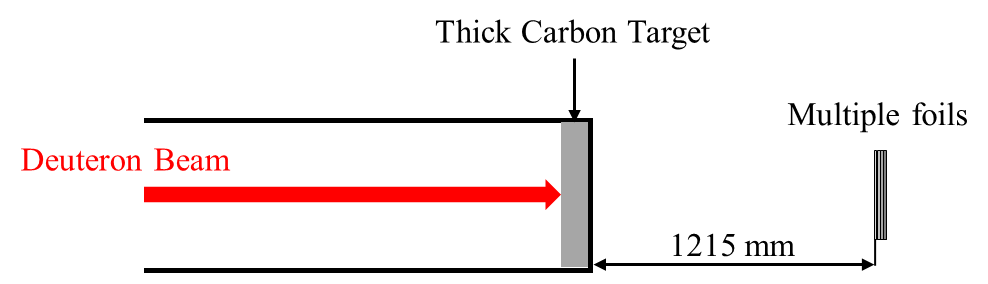 Thick Carbon Target
Multiple foils
Deuteron Beam
1215 mm